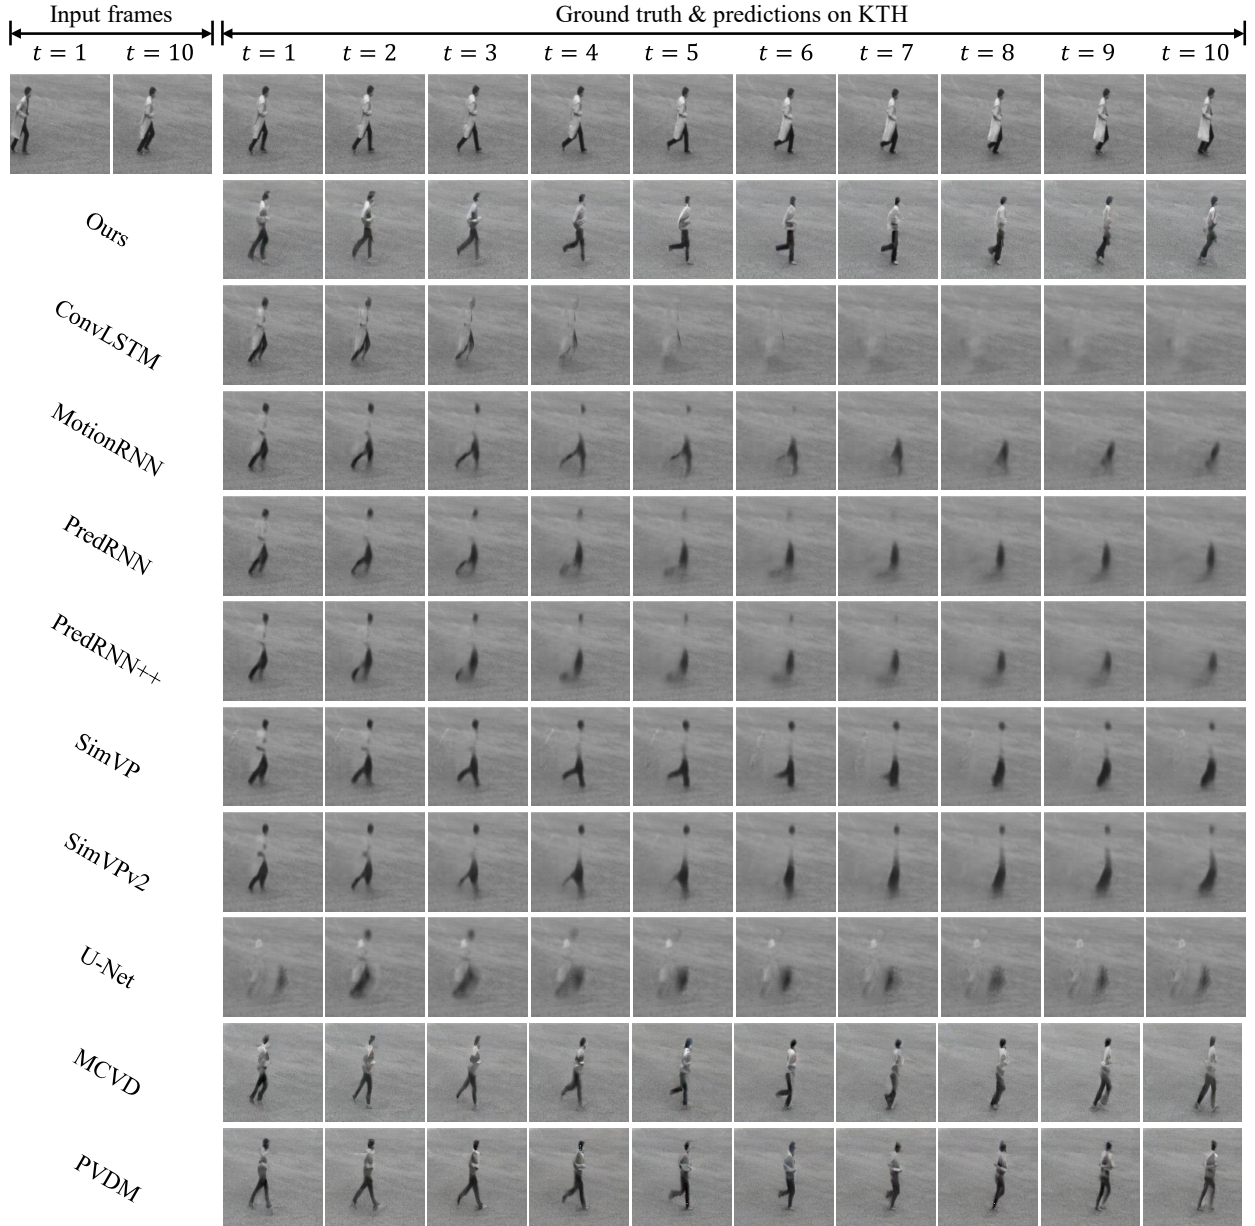 Input frames
Ground truth & predictions on KTH
t = 1
t = 10
t = 1
t = 2
t = 3
t = 4
t = 5
t = 6
t = 7
t = 8
t = 9
t = 10
Ours
ConvLSTM
MotionRNN
PredRNN
PredRNN++
SimVP
SimVPv2
U-Net
MCVD
PVDM